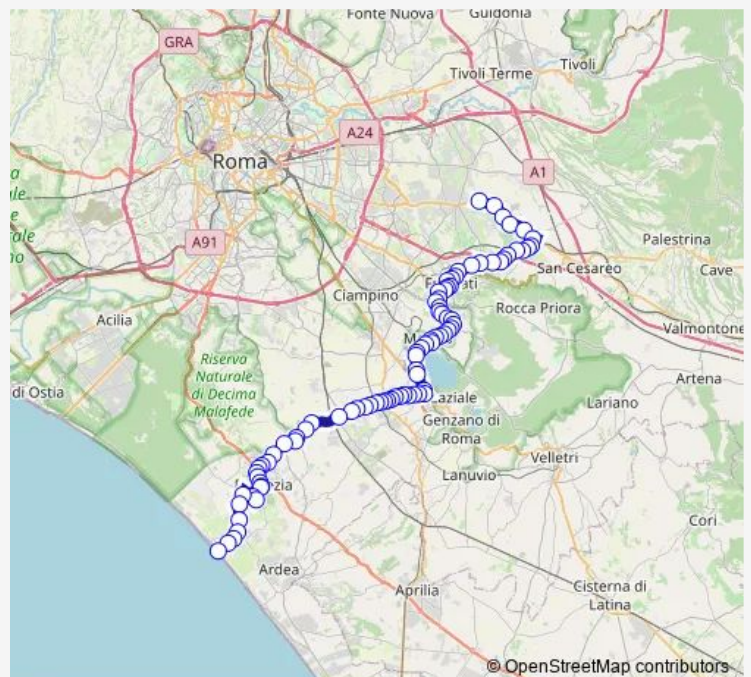 Fonte Nuova
Guidonia
GRA
Tivoli Terme
Tivoli
A24
Roma
A1
A91
Palestrina
San Cesareo
Cave
Ciampino
Rocca Priora
Acilia
Valmontone
Riserva
Naturale
di Decima
Malafede
di Ostia
Artena
Laziale
Lariano
Genzano di
Roma
Velletri
Lanuvio
Cori
Ardea
Aprilia
Cisterna di
Latina
© OpenStreetMap contributors